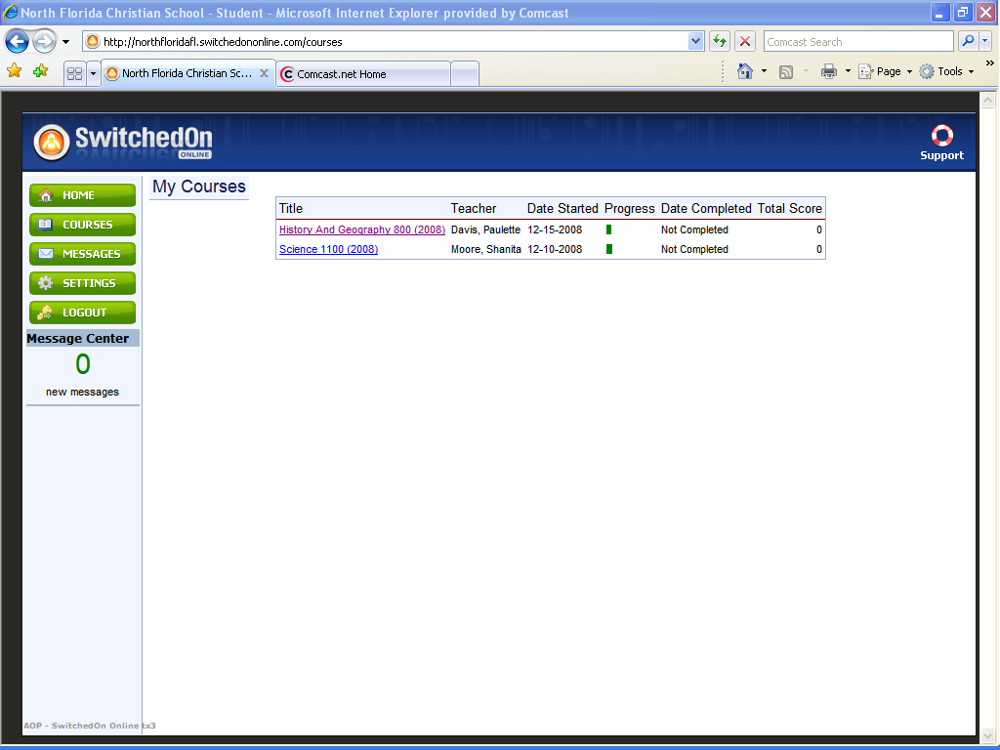 North Florida Christian School - Student - Microsoft Internet Explorer provided by Comcast
http://northfloridafl.switchedononline.com/courses
Comcast Search
North Florida Christian Sc...
Comcast.net Home
Page
Tools
SwitchedOn
ONLINE
Support
HOME
COURSES
MESSAGES
SETTINGS
LOGOUT
Message Center
0
new messages
My Courses
Title Teacher Date Started Progress Date Completed Total Score
History And Geography 800 (2008) Davis, Paulette 12-15-2008 Not Completed 0
Science 1100 (2008) Moore, Shanita 12-10-2008 Not Completed 0
AOP - SwitchedOn Online tx3